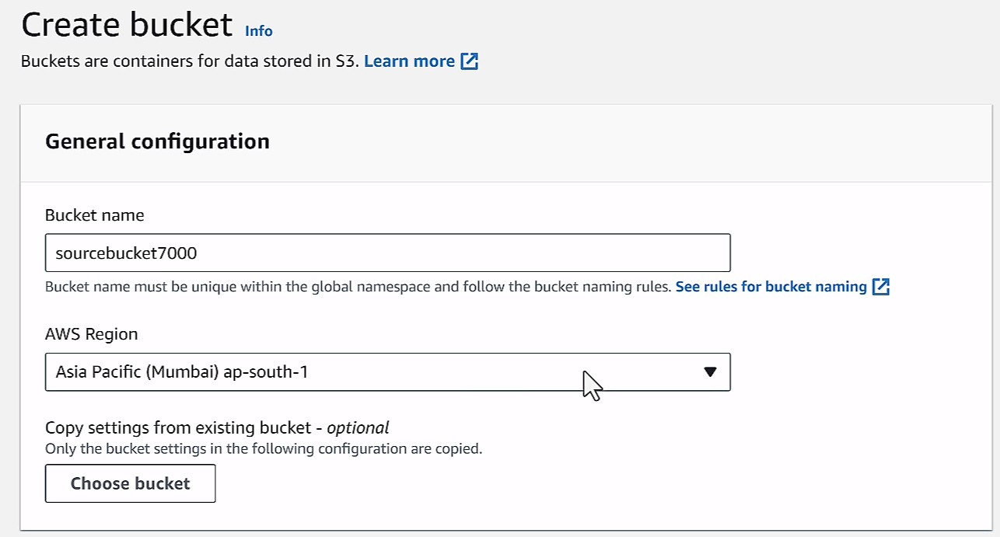 Create bucket Info
Buckets are containers for data stored in S3. Learn more
General configuration
Bucket name
sourcebucket7000
Bucket name must be unique within the global namespace and follow the bucket naming rules. See rules for bucket naming
AWS Region
Asia Pacific (Mumbai) ap-south-1
Copy settings from existing bucket - optional
Only the bucket settings in the following configuration are copied.
Choose bucket